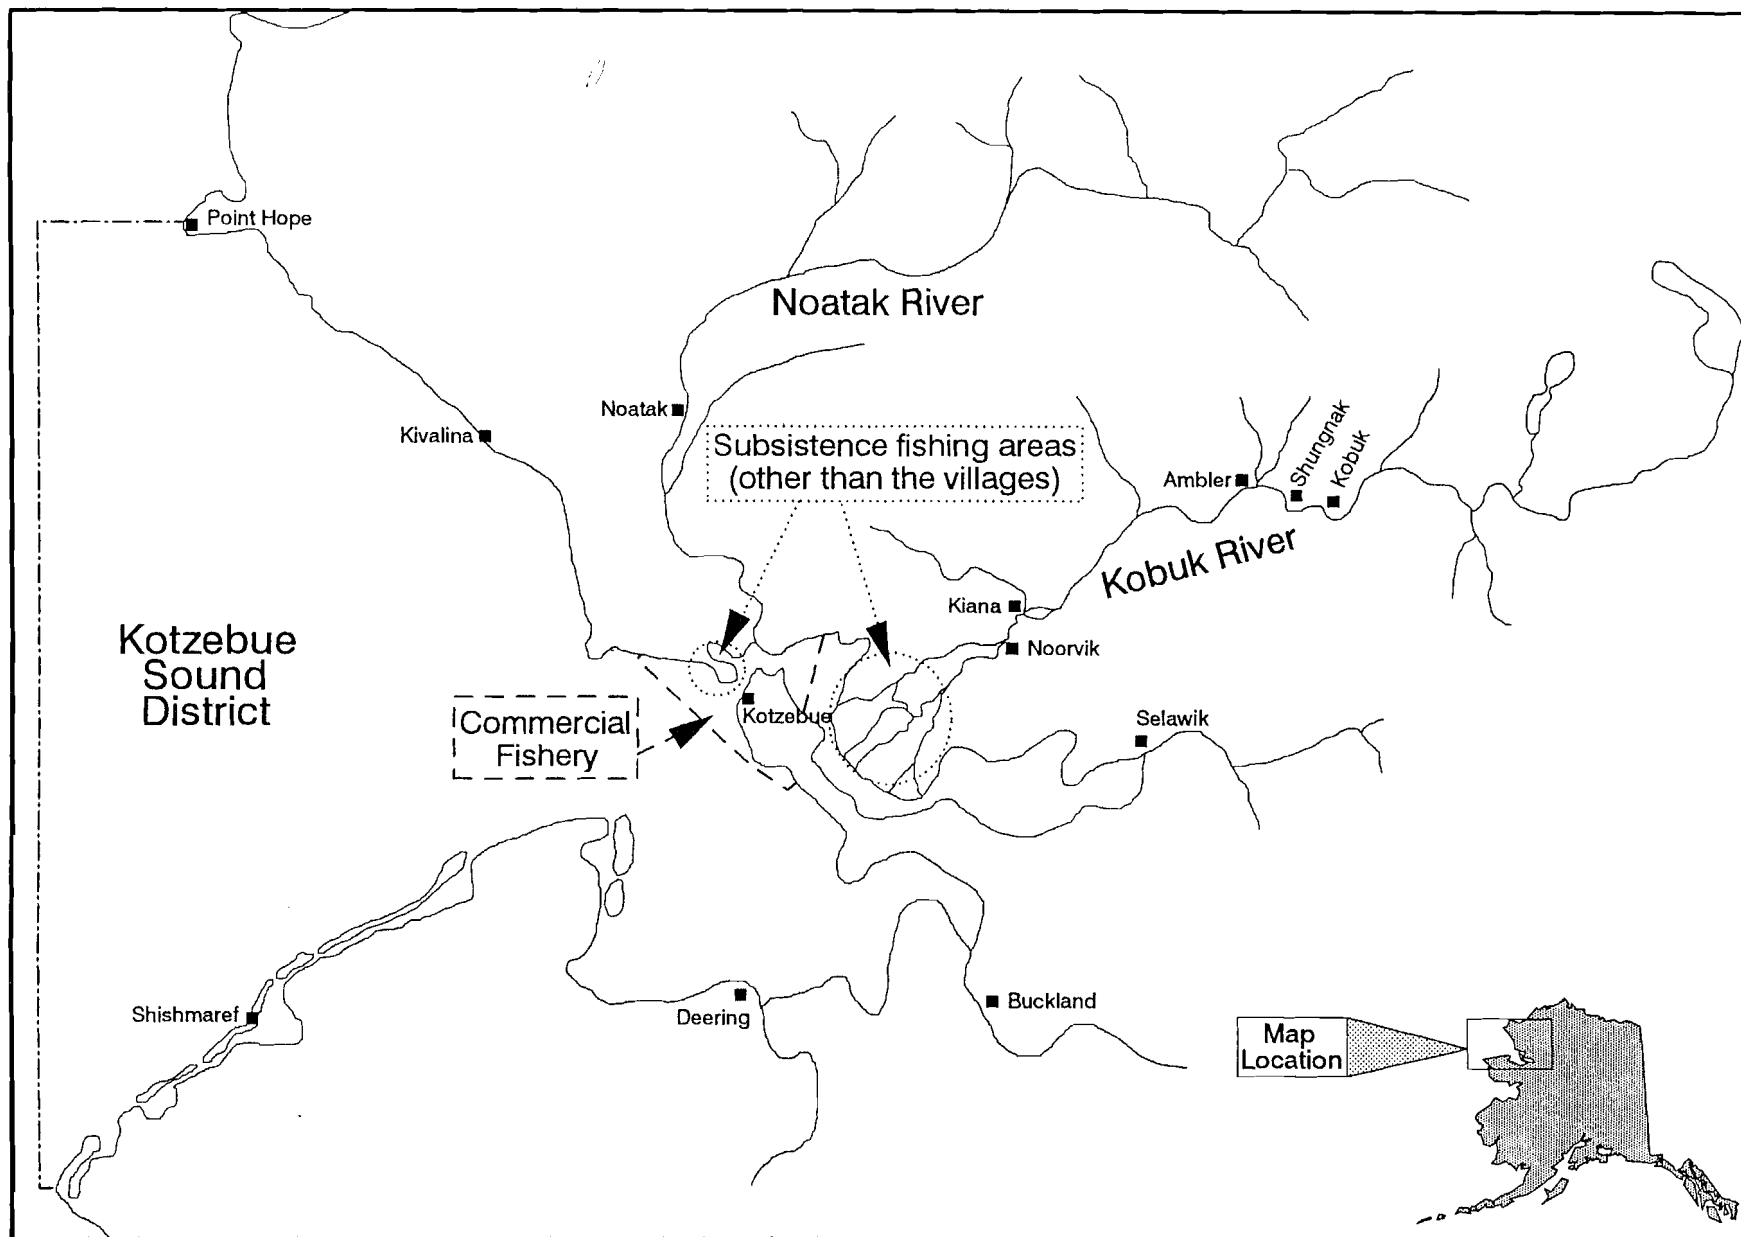 Point Hope
Noatak River
Noatak
Kivalina
Subsistence fishing areas
(other than the villages)
Ambler
Shungnak
Kobuk
Kobuk River
Kiana
Noorvik
Kotzebue
Sound
District
Commercial
Fishery
Kotzebue
Selawik
Shishmaref
Deering
Buckland
Map
Location